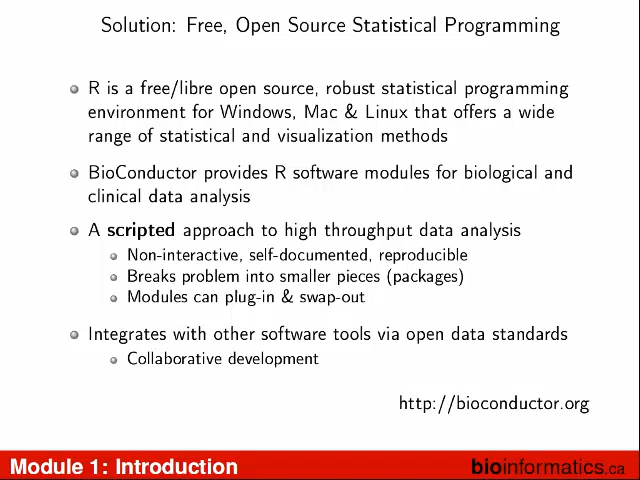 Solution: Free, Open Source Statistical Programming
R is a free/libre open source, robust statistical programming
environment for Windows, Mac & Linux that offers a wide
range of statistical and visualization methods
BioConductor provides R software modules for biological and
clinical data analysis
A scripted approach to high throughput data analysis
Non-interactive, self-documented, reproducible
Breaks problem into smaller pieces (packages)
Modules can plug-in & swap-out
Integrates with other software tools via open data standards
Collaborative development
http://bioconductor.org
Module 1: Introduction
bioinformatics.ca